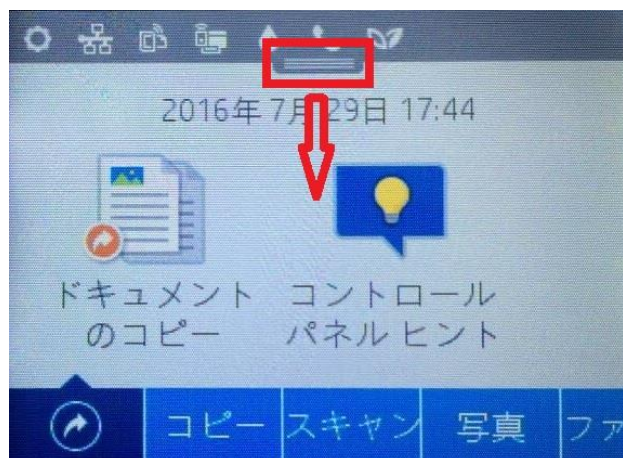 2016年 7月 29日 17:44
ドキュメント
のコピー
コントロール
パネル ヒント
コピー
スキャン
写真
ファ